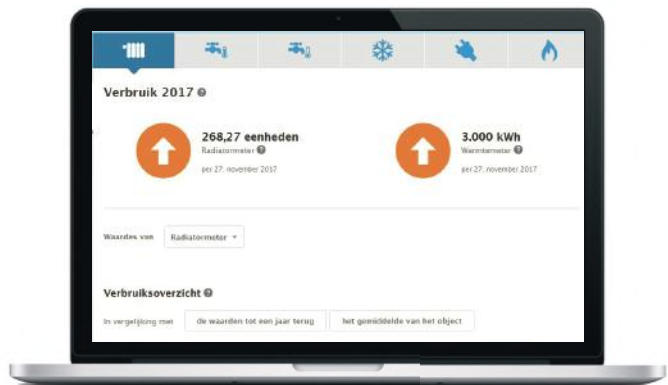 Verbruik 2017
268,27 eenheden
Radiatormeter
per 27. november 2017
3.000 kWh
Warmtemeter
per 27. november 2017
Waardes van
Radiatormeter
Verbruiksoverzicht
In vergelijking met
de waarden tot een jaar terug
het gemiddelde van het object